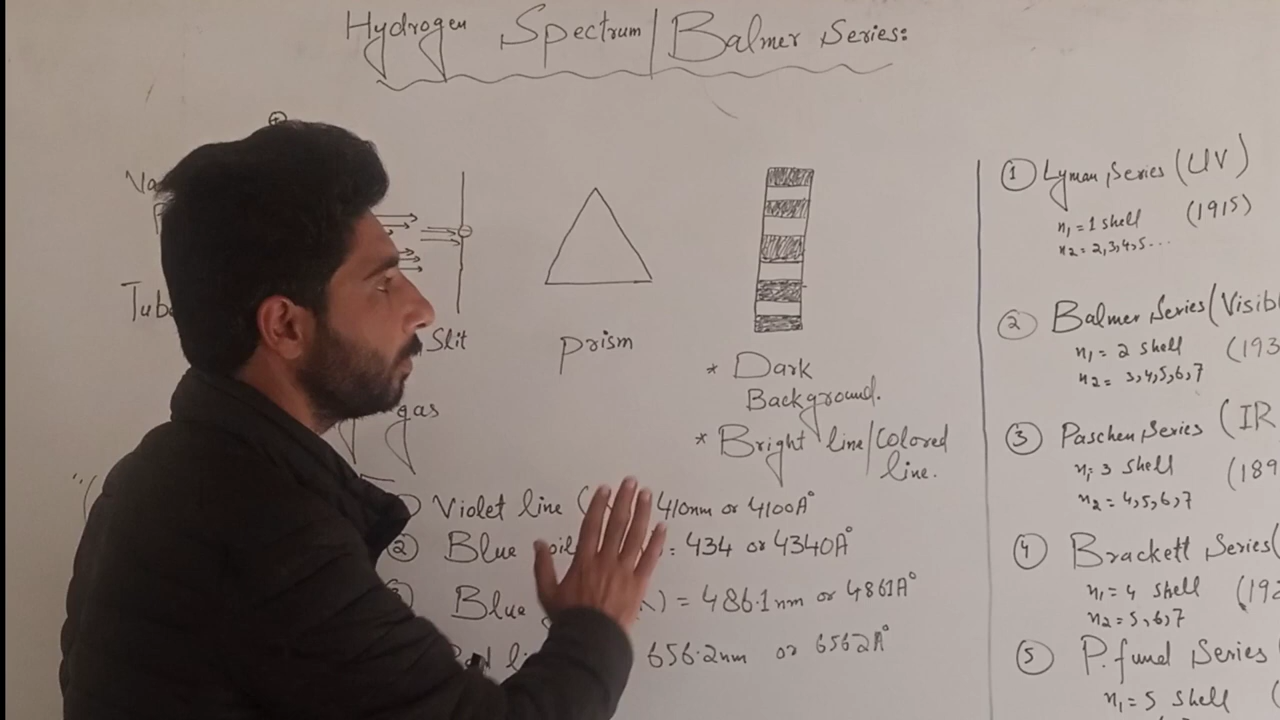 Hydrogen Spectrum/Balmer Series:
Slit
prism
gas
* Dark
Background.
* Bright line/Colored
line.
Violet line ( 410nm or 4100A°
② Blue : 434 or 4340A°
Blue ) = 486.1nm or 4861A°
656.2nm or 6562A°
① Lyman Series (UV)
n₁ = 1 shell (1915)
n₂ = 2,3,4,5...
② Balmer Series (Visib
n₁ = 2 shell (193
n₂ = 3,4,5,6,7
③ Paschen Series (IR
n₁ = 3 shell (189
n₂ = 4,5,6,7
④ Brackett Series (
n₁ = 4 shell (192
n₂ = 5,6,7
⑤ P.fund Series
n₁ = 5 shell (